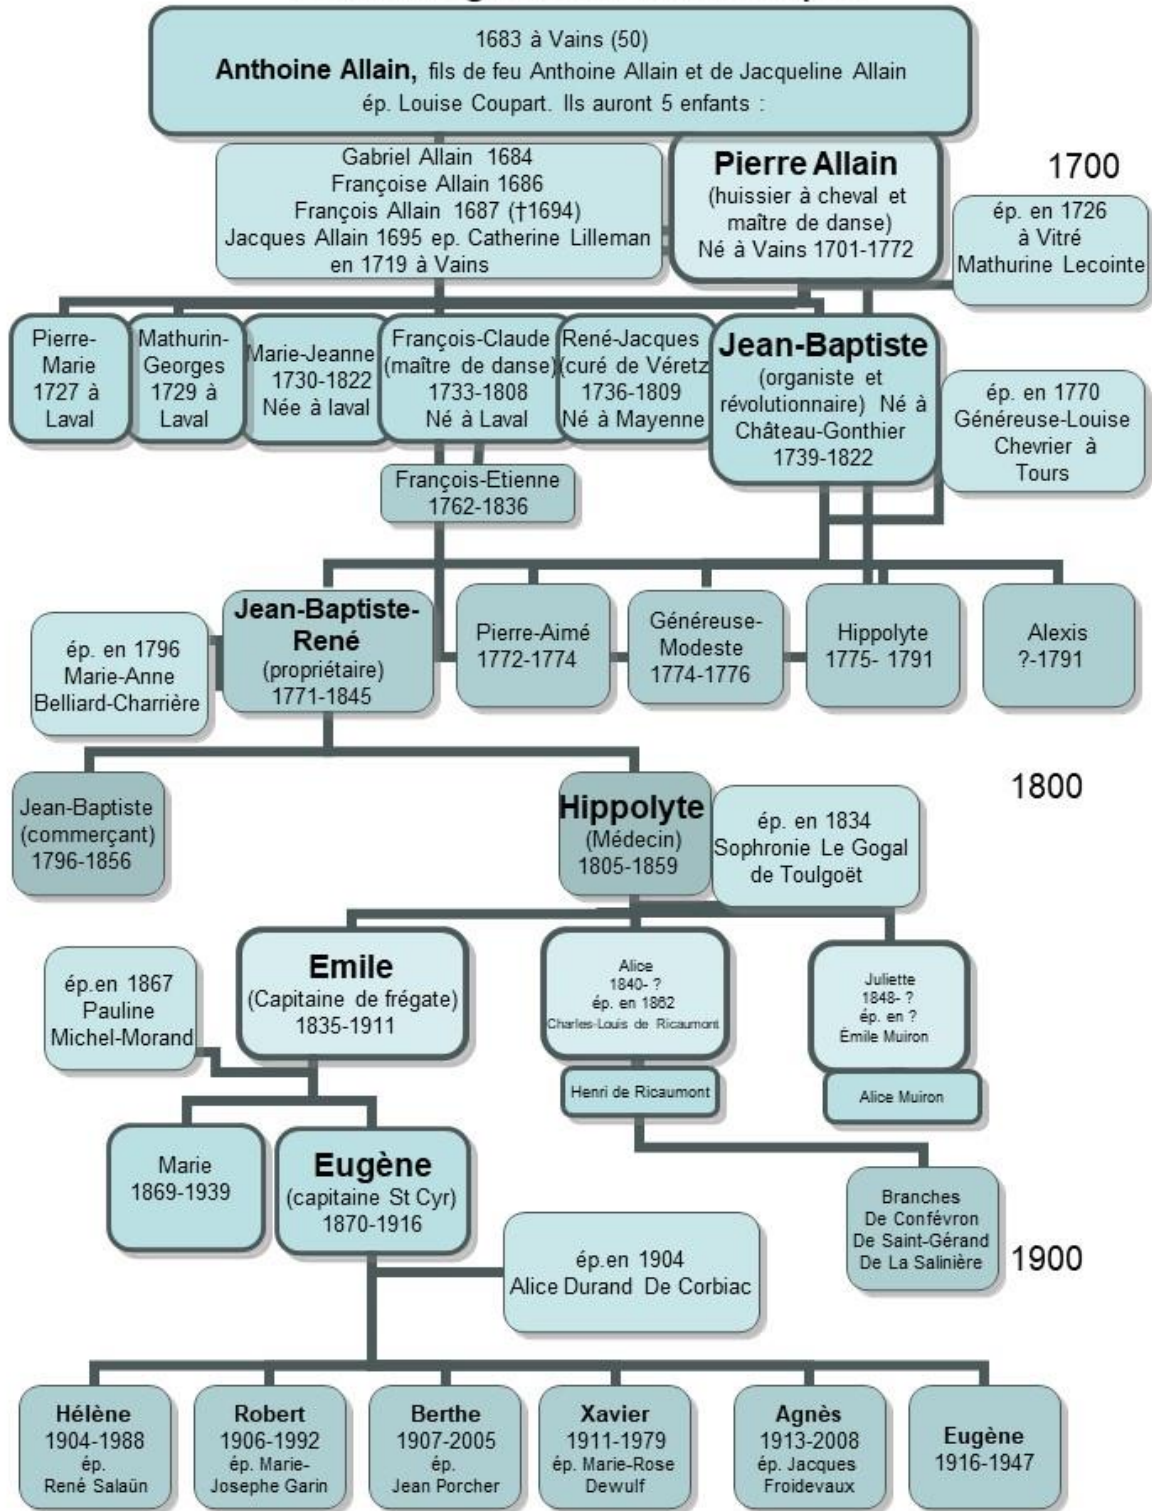 1683 à Vains (50)
Anthoine Allain, fils de feu Anthoine Allain et de Jacqueline Allain
ép. Louise Coupart. Ils auront 5 enfants :
Gabriel Allain 1684
Françoise Allain 1686
François Allain 1687 (†1694)
Jacques Allain 1695 ep. Catherine Lilleman
en 1719 à Vains
Pierre Allain
(huissier à cheval et
maître de danse)
Né à Vains 1701-1772
1700
ép. en 1726
à Vitré
Mathurine Lecointe
Pierre-
Marie
1727 à
Laval
Mathurin-
Georges
1729 à
Laval
Marie-Jeanne
1730-1822
Née à laval
François-Claude
(maître de danse)
1733-1808
Né à Laval
René-Jacques
(curé de Véretz
1736-1809
Né à Mayenne
Jean-Baptiste
(organiste et
révolutionnaire) Né à
Château-Gonthier
1739-1822
ép. en 1770
Généreuse-Louise
Chevrier à
Tours
François-Etienne
1762-1836
ép. en 1796
Marie-Anne
Belliard-Charrière
Jean-Baptiste-
René
(propriétaire)
1771-1845
Pierre-Aimé
1772-1774
Généreuse-
Modeste
1774-1776
Hippolyte
1775- 1791
Alexis
?-1791
1800
Jean-Baptiste
(commerçant)
1796-1856
Hippolyte
(Médecin)
1805-1859
ép. en 1834
Sophronie Le Gogal
de Toulgoët
ép.en 1867
Pauline
Michel-Morand
Emile
(Capitaine de frégate)
1835-1911
Alice
1840- ?
ép. en 1862
Charles-Louis de Ricaumont
Juliette
1848- ?
ép. en ?
Émile Muiron
Henri de Ricaumont
Alice Muiron
Marie
1869-1939
Eugène
(capitaine St Cyr)
1870-1916
Branches
De Confévron
De Saint-Gérand
De La Salinière
1900
ép.en 1904
Alice Durand De Corbiac
Hélène
1904-1988
ép.
René Salaün
Robert
1906-1992
ép. Marie-
Josephe Garin
Berthe
1907-2005
ép.
Jean Porcher
Xavier
1911-1979
ép. Marie-Rose
Dewulf
Agnès
1913-2008
ép. Jacques
Froidevaux
Eugène
1916-1947